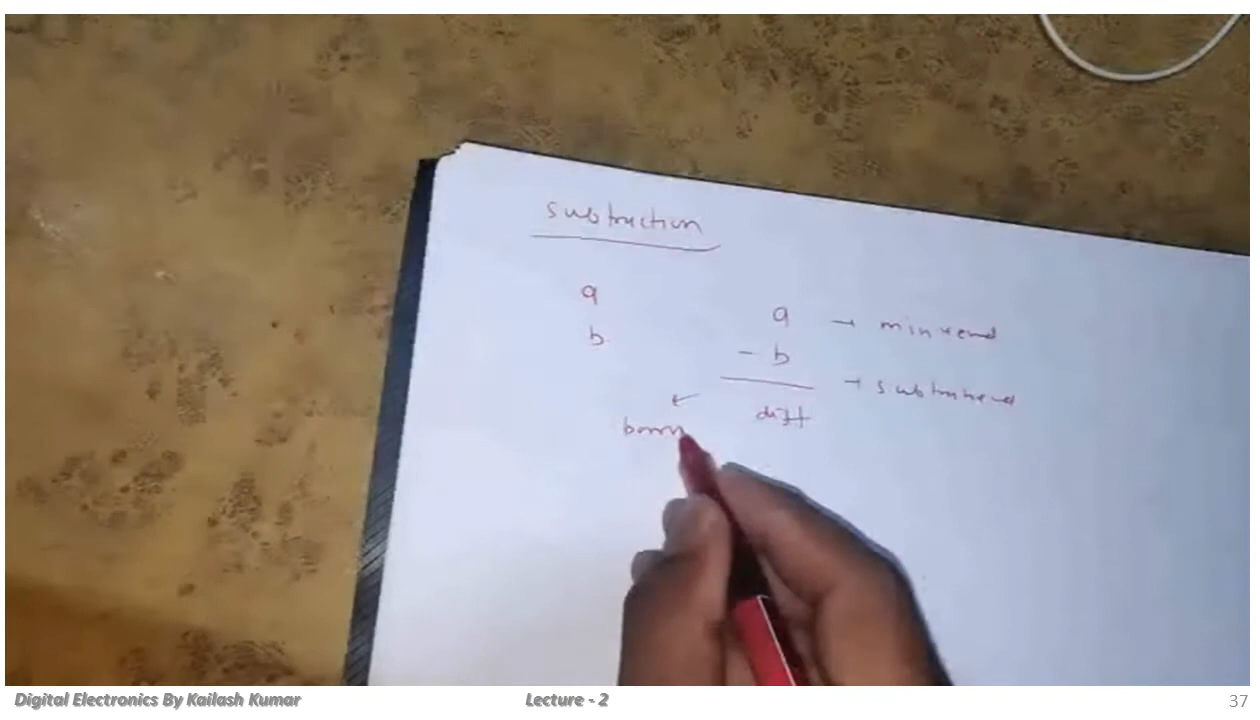 subtraction
a
b
a → minuend
- b
→ subtrahend
diff
borrow
Digital Electronics By Kailash Kumar
Lecture - 2
37